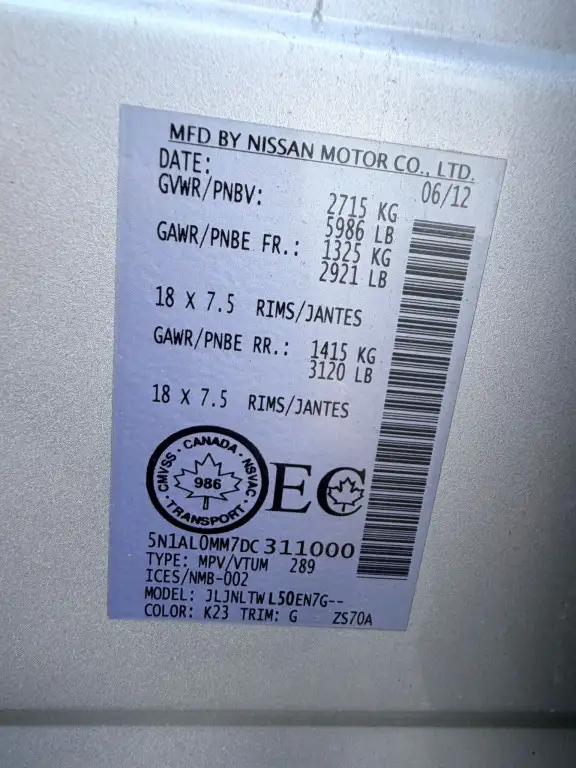 MFD BY NISSAN MOTOR CO., LTD.
DATE: 06/12
GVWR/PNBV: 2715 KG
5986 LB
GAWR/PNBE FR.: 1325 KG
2921 LB
18 X 7.5 RIMS/JANTES
GAWR/PNBE RR.: 1415 KG
3120 LB
18 X 7.5 RIMS/JANTES
CMVSS · CANADA · NSVAC · TRANSPORT ·
986
EC
5N1AL0MM7DC311000
TYPE: MPV/VTUM 289
ICES/NMB-002
MODEL: JLJNLTWL50EN7G--
COLOR: K23 TRIM: G ZS70A